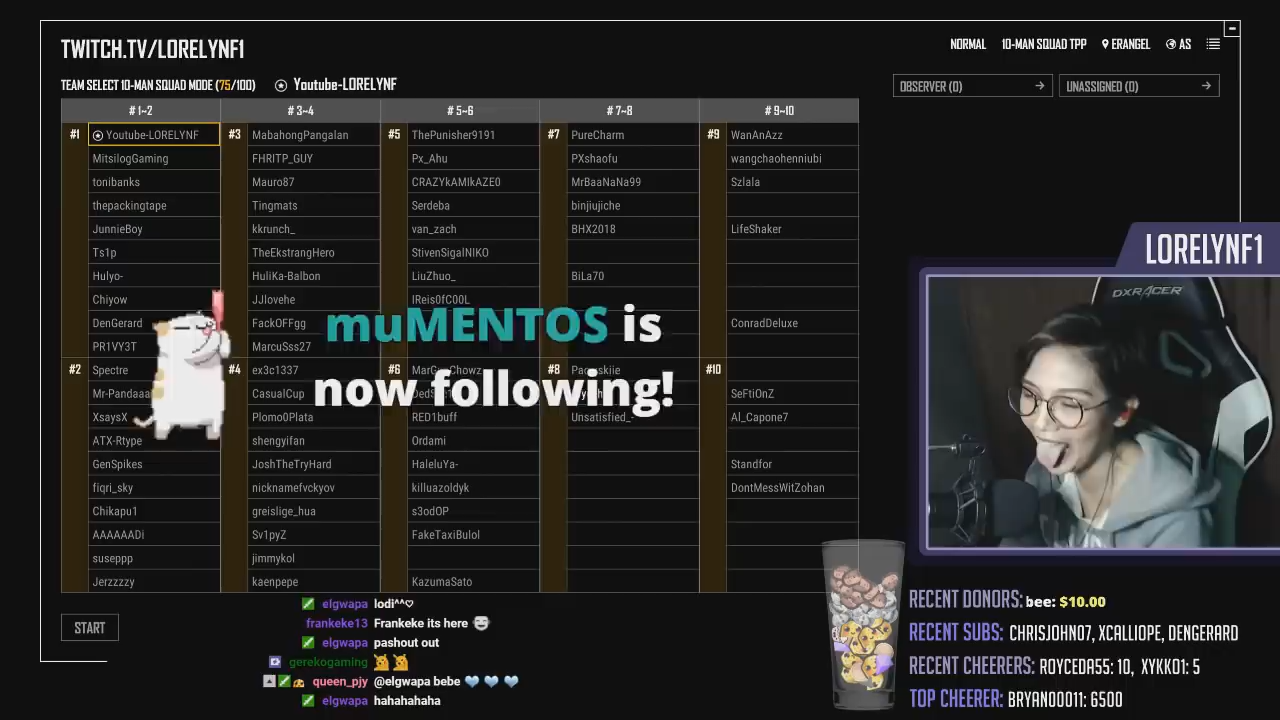 TWITCH.TV/LORELYNF1
NORMAL 10-MAN SQUAD TPP ERANGEL AS
TEAM SELECT 10-MAN SQUAD MODE (75/100) Youtube-LORELYNF
OBSERVER (0) UNASSIGNED (0)
# 1~2 # 3~4 # 5~6 # 7~8 # 9~10
#1 Youtube-LORELYNF #3 MabahongPangalan #5 ThePunisher9191 #7 PureCharm #9 WanAnAzz
MitsilogGaming FHRITP_GUY Px_Ahu PXshaofu wangchaohenniubi
tonibanks Mauro87 CRAZYkAMIkAZE0 MrBaaNaNa99 Szlala
thepackingtape Tingmats Serdeba binjiujiche
JunnieBoy kkrunch_ van_zach BHX2018 LifeShaker
Ts1p TheEkstrangHero StivenSigalNIKO
Hulyo- HuliKa-Balbon LiuZhuo_ BiLa70
Chiyow JJlovehe IReis0fC00L
DenGerard FackOFFgg ConradDeluxe
PR1VY3T MarcuSss27
muMENTOS is
now following!
#2 Spectre #4 ex3c1337 #6 #8 #10
CasualCup SeFtiOnZ
XsaysX Plomo0Plata RED1buff Unsatisfied_- Al_Capone7
ATX-Rtype shengyifan Ordami
GenSpikes JoshTheTryHard HaleluYa- Standfor
fiqri_sky nicknamefvckyov killuazoldyk DontMessWitZohan
Chikapu1 greislige_hua s3odOP
AAAAAADi Sv1pyZ FakeTaxiBulol
suseppp jimmykol
Jerzzzzy kaenpepe KazumaSato
START
LORELYNF1
DXRACER
elgwapa lodi^^♡
frankeke13 Frankeke its here
elgwapa pashout out
gerekogaming
queen_pjy @elgwapa bebe 💙 💙 💙
elgwapa hahahahaha
RECENT DONORS: bee: $10.00
RECENT SUBS: CHRISJOHN07, XCALLIPE, DENGERARD
RECENT CHEERERS: ROYCEDA55: 10, XYKKO1: 5
TOP CHEERER: BRYAN00011: 6500